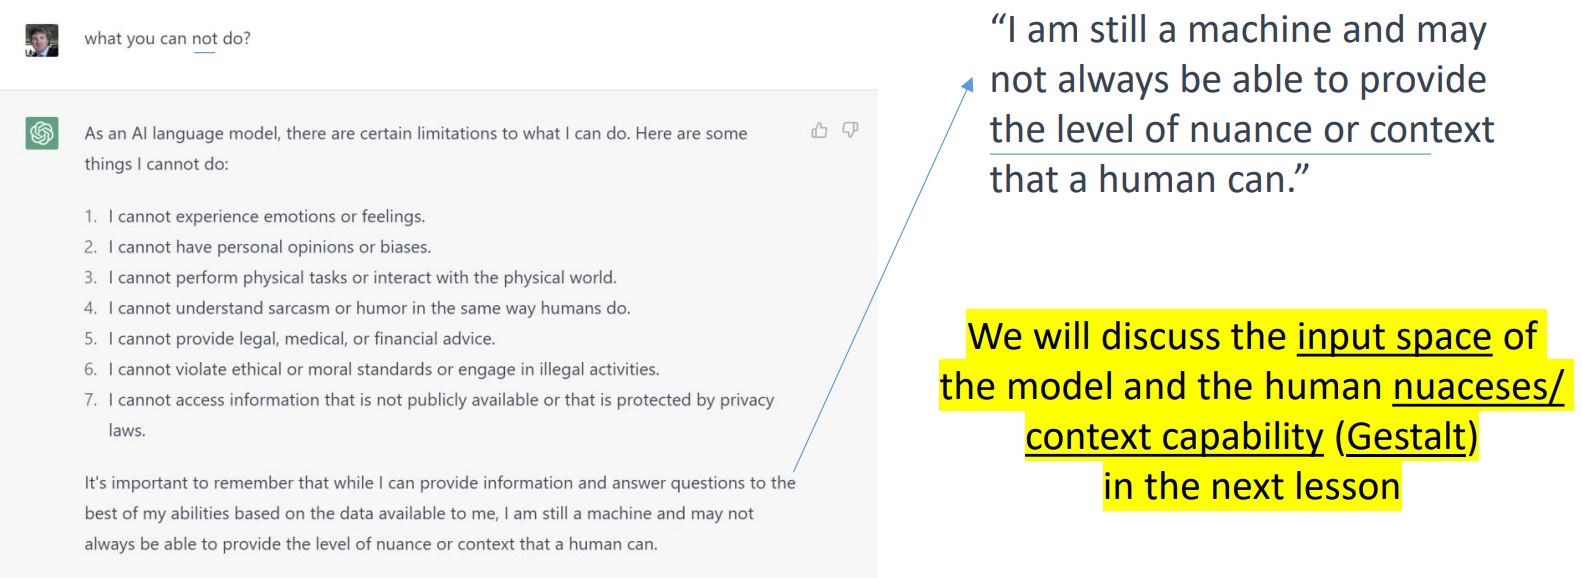 what you can not do?
As an AI language model, there are certain limitations to what I can do. Here are some
things I cannot do:
1. I cannot experience emotions or feelings.
2. I cannot have personal opinions or biases.
3. I cannot perform physical tasks or interact with the physical world.
4. I cannot understand sarcasm or humor in the same way humans do.
5. I cannot provide legal, medical, or financial advice.
6. I cannot violate ethical or moral standards or engage in illegal activities.
7. I cannot access information that is not publicly available or that is protected by privacy
laws.
It's important to remember that while I can provide information and answer questions to the
best of my abilities based on the data available to me, I am still a machine and may not
always be able to provide the level of nuance or context that a human can.
“I am still a machine and may
not always be able to provide
the level of nuance or context
that a human can.”
We will discuss the input space of
the model and the human nuaceses/
context capability (Gestalt)
in the next lesson